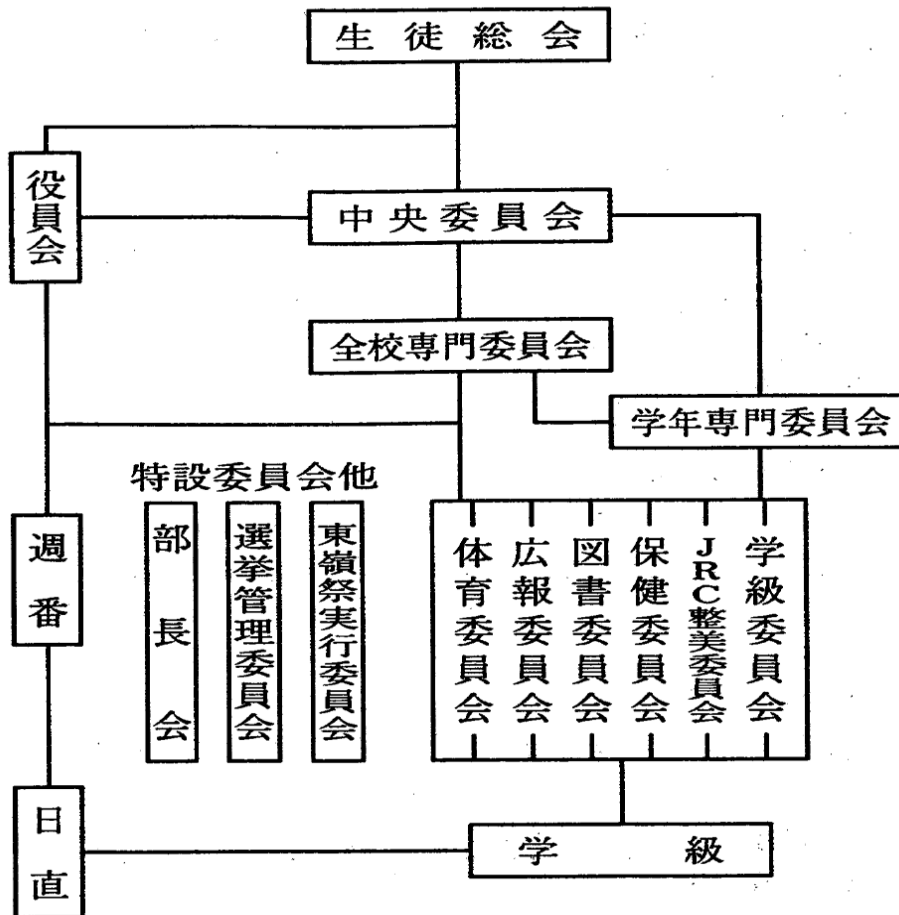 生徒総会
役員会
中央委員会
全校専門委員会
学年専門委員会
特設委員会他
週番
部長会
選挙管理委員会
東嶺祭実行委員会
体育委員会
広報委員会
図書委員会
保健委員会
JRC整美委員会
学級委員会
日直
学級